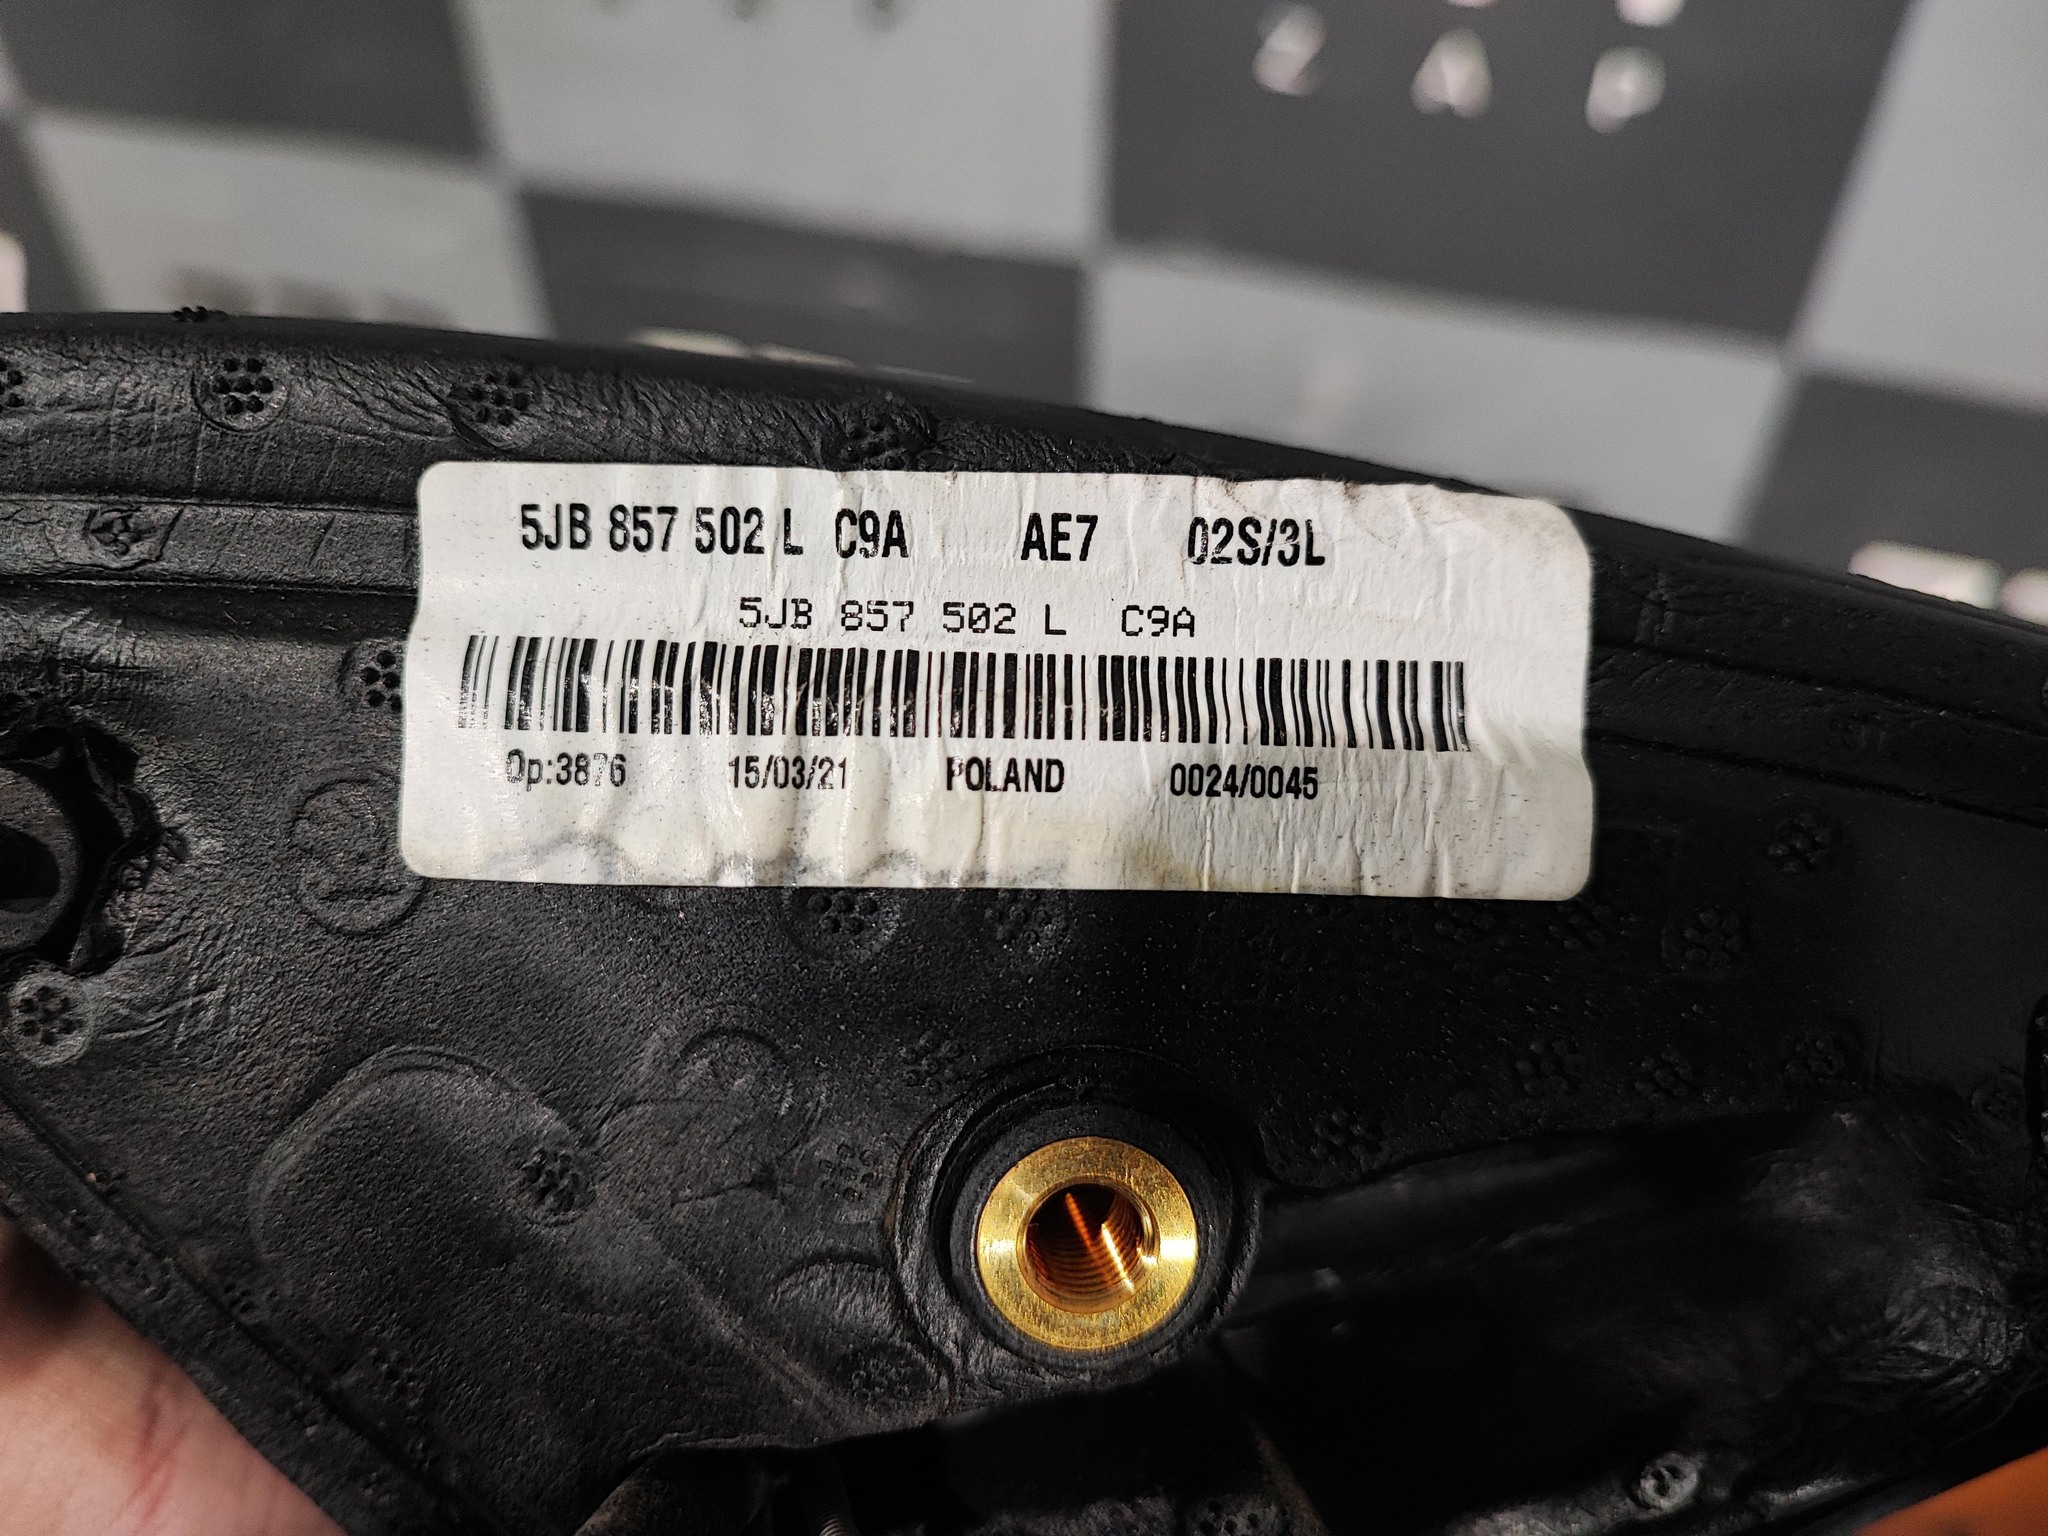 ZAP
5JB 857 502 L C9A AE7 02S/3L
5JB 857 502 L C9A
Op:3876 15/03/21 POLAND 0024/0045